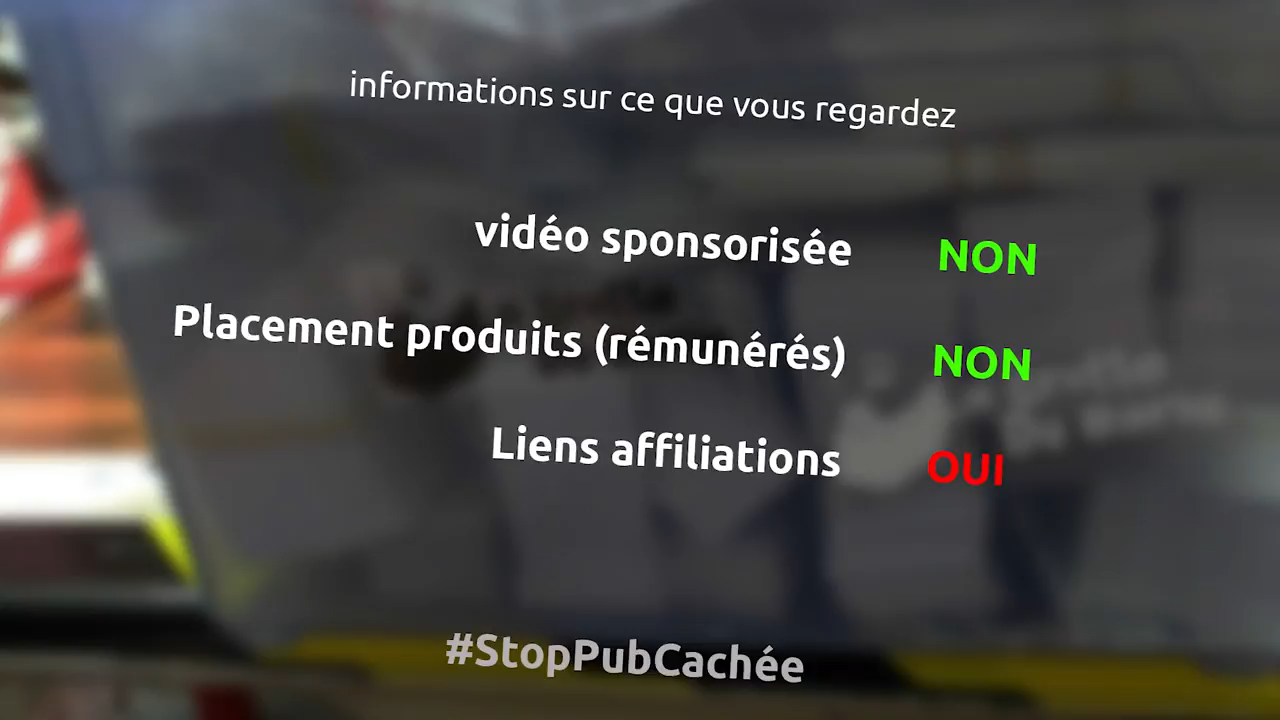 informations sur ce que vous regardez
vidéo sponsorisée NON
Placement produits (rémunérés) NON
Liens affiliations OUI
#StopPubCachée